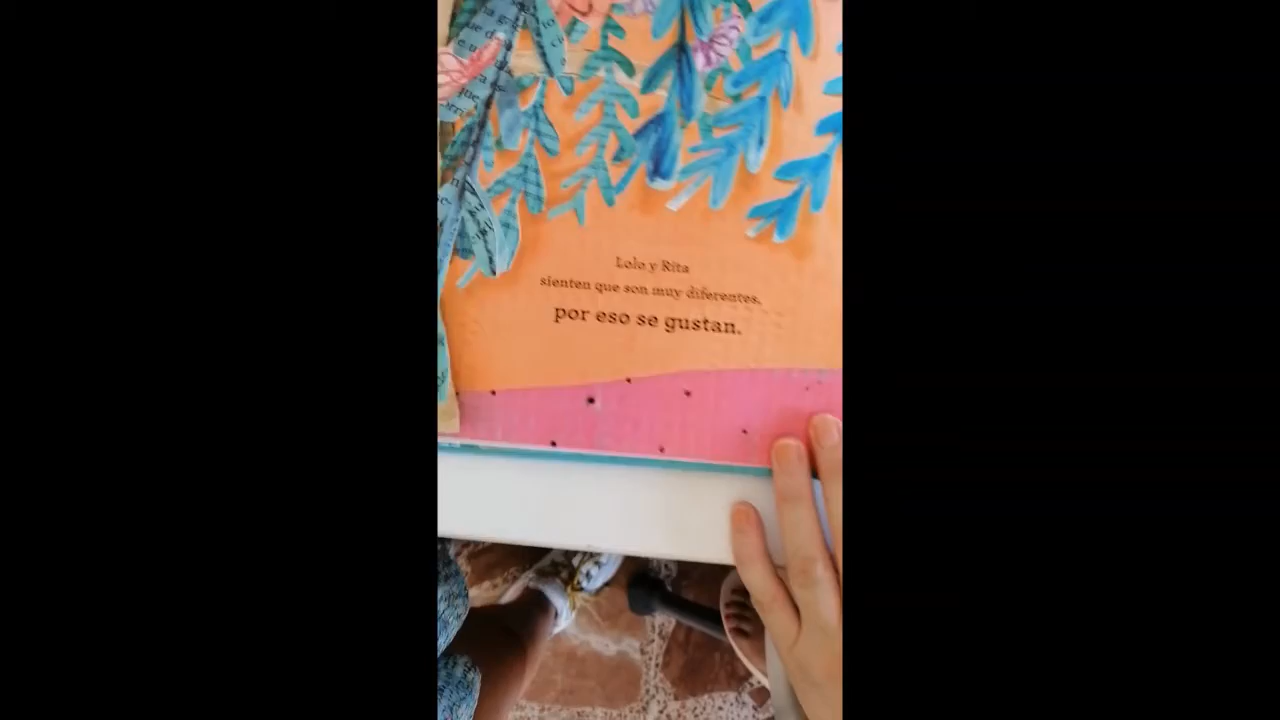 Lolo y Rita
sienten que son muy diferentes,
por eso se gustan.